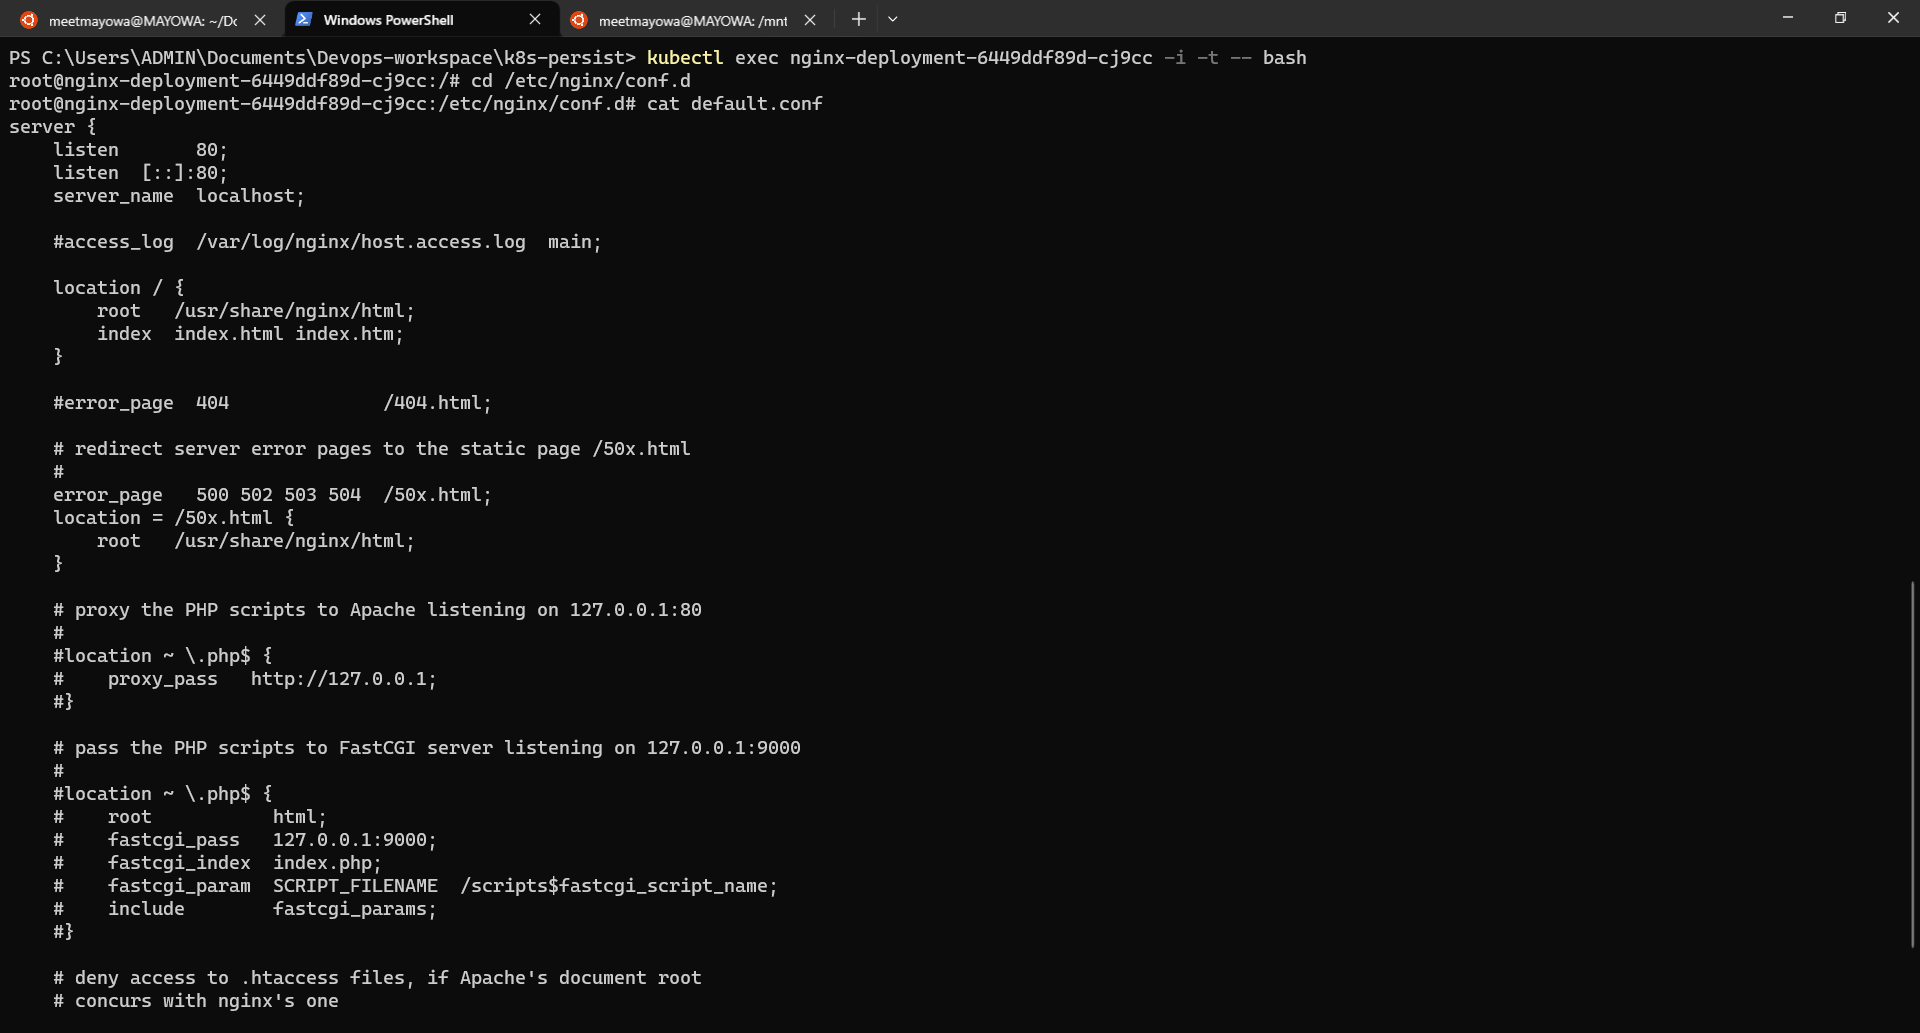 meetmayowa@MAYOWA: ~/Dc
Windows PowerShell
meetmayowa@MAYOWA: /mnt
PS C:\Users\ADMIN\Documents\Devops-workspace\k8s-persist> kubectl exec nginx-deployment-6449ddf89d-cj9cc -i -t -- bash
root@nginx-deployment-6449ddf89d-cj9cc:/# cd /etc/nginx/conf.d
root@nginx-deployment-6449ddf89d-cj9cc:/etc/nginx/conf.d# cat default.conf
server {
    listen       80;
    listen  [::]:80;
    server_name  localhost;
    #access_log  /var/log/nginx/host.access.log  main;
    location / {
        root   /usr/share/nginx/html;
        index  index.html index.htm;
    }
    #error_page  404              /404.html;
    # redirect server error pages to the static page /50x.html
    #
    error_page   500 502 503 504  /50x.html;
    location = /50x.html {
        root   /usr/share/nginx/html;
    }
    # proxy the PHP scripts to Apache listening on 127.0.0.1:80
    #
    #location ~ \.php$ {
    #    proxy_pass   http://127.0.0.1;
    #}
    # pass the PHP scripts to FastCGI server listening on 127.0.0.1:9000
    #
    #location ~ \.php$ {
    #    root           html;
    #    fastcgi_pass   127.0.0.1:9000;
    #    fastcgi_index  index.php;
    #    fastcgi_param  SCRIPT_FILENAME  /scripts$fastcgi_script_name;
    #    include        fastcgi_params;
    #}
    # deny access to .htaccess files, if Apache's document root
    # concurs with nginx's one